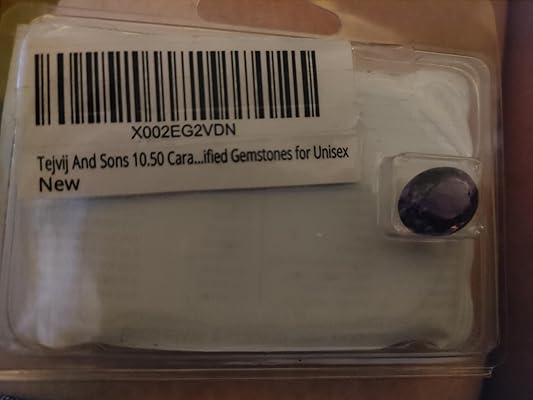 X002EG2VDN
Tejvij And Sons 10.50 Cara...ified Gemstones for Unisex
New